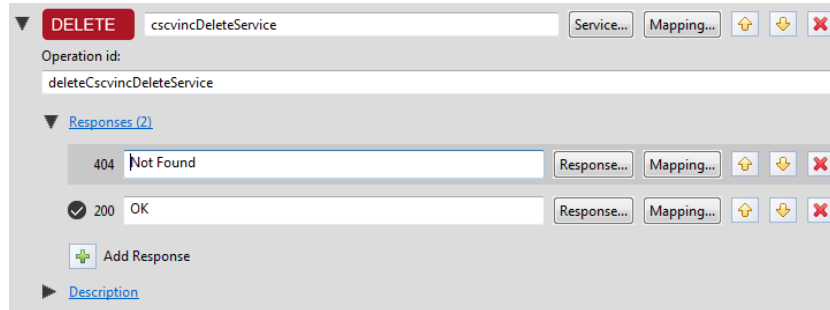 DELETE cscvincDeleteService Service... Mapping...
Operation id:
deleteCscvincDeleteService
Responses (2)
404 Not Found Response... Mapping...
200 OK Response... Mapping...
Add Response
Description